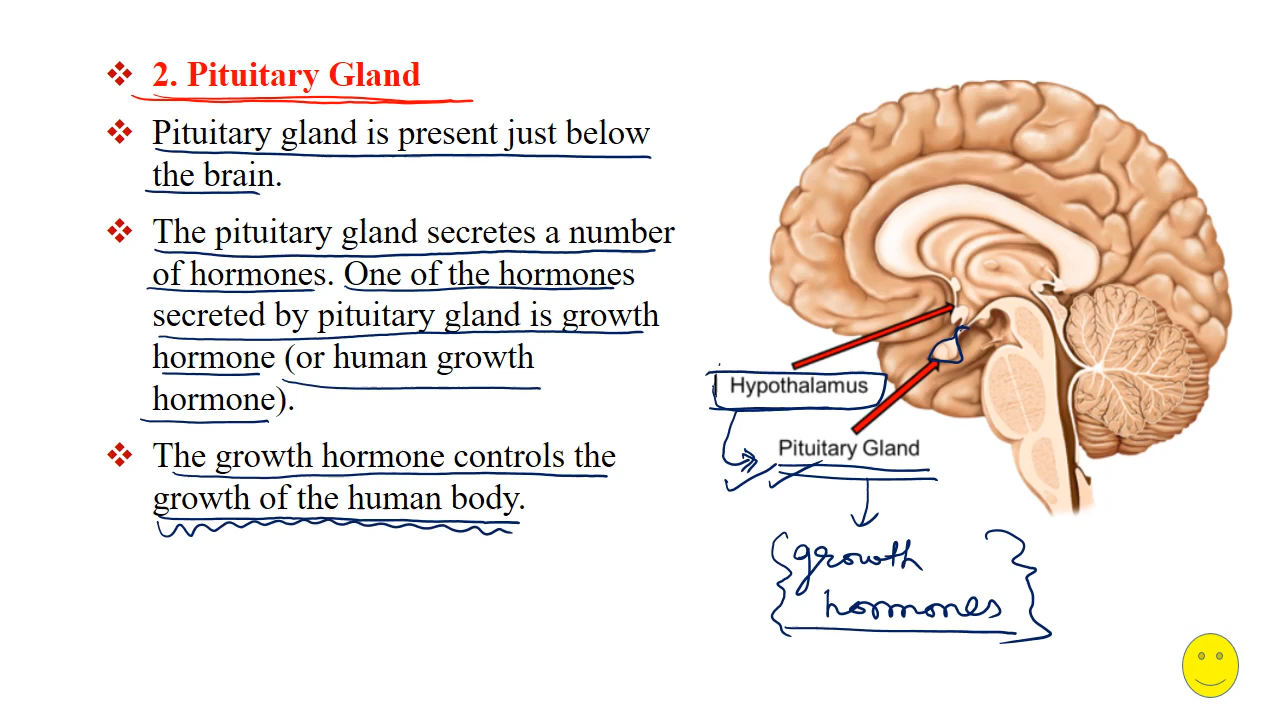 2. Pituitary Gland
Pituitary gland is present just below
the brain.
The pituitary gland secretes a number
of hormones. One of the hormones
secreted by pituitary gland is growth
hormone (or human growth
hormone).
The growth hormone controls the
growth of the human body.
Hypothalamus
Pituitary Gland
{growth
hormones}